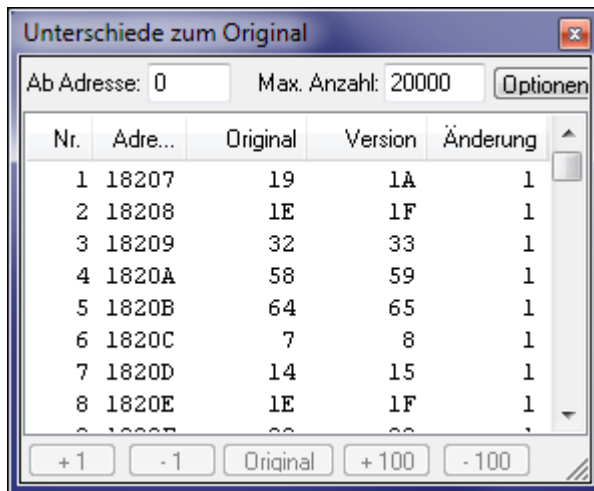 Unterschiede zum Original
Ab Adresse: 0 Max. Anzahl: 20000 Optionen
Nr. Adre... Original Version Änderung
1 18207 19 1A 1
2 18208 1E 1F 1
3 18209 32 33 1
4 1820A 58 59 1
5 1820B 64 65 1
6 1820C 7 8 1
7 1820D 14 15 1
8 1820E 1E 1F 1
+ 1 - 1 Original + 100 - 100